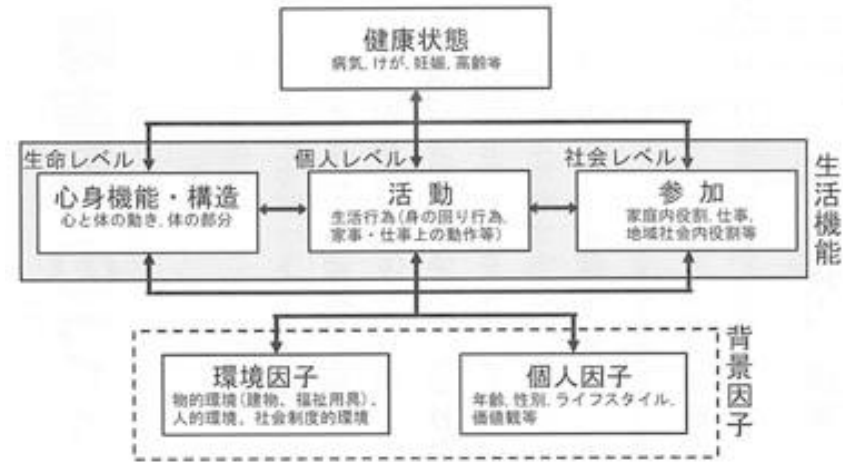 健康状態
病気, けが, 妊娠, 高齢等
生命レベル
個人レベル
社会レベル
心身機能・構造
心と体の動き, 体の部分
活 動
生活行為(身の回り行為,
家事・仕事上の動作等)
参 加
家庭内役割, 仕事,
地域社会内役割等
生活機能
環境因子
物的環境(建物、福祉用具)、
人的環境、社会制度的環境
個人因子
年齢, 性別, ライフスタイル,
価値観等
背景因子